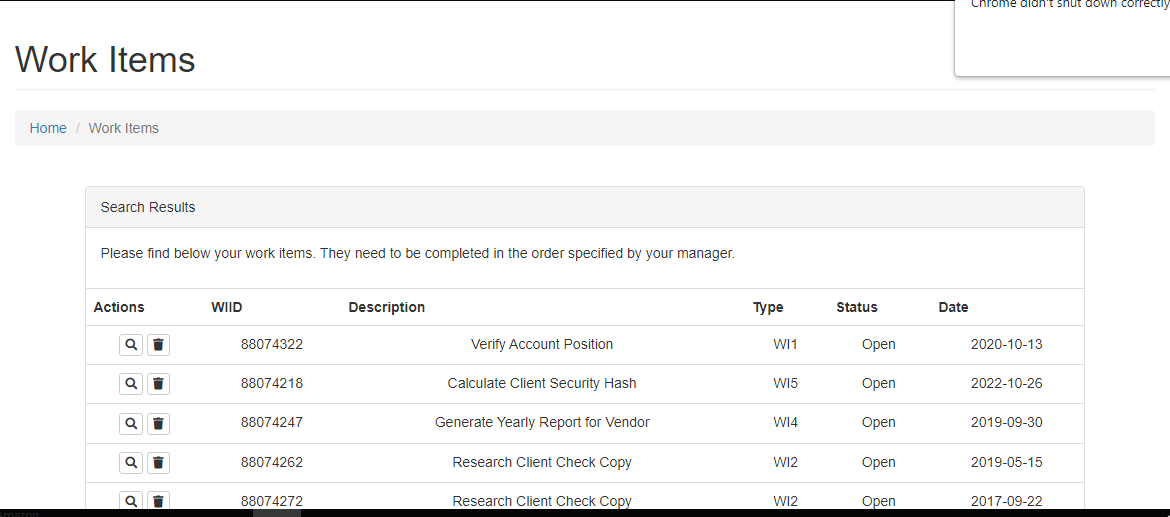 Chrome didn't shut down correctly
Work Items
Home / Work Items
Search Results
Please find below your work items. They need to be completed in the order specified by your manager.
Actions WIID Description Type Status Date
88074322 Verify Account Position WI1 Open 2020-10-13
88074218 Calculate Client Security Hash WI5 Open 2022-10-26
88074247 Generate Yearly Report for Vendor WI4 Open 2019-09-30
88074262 Research Client Check Copy WI2 Open 2019-05-15
88074272 Research Client Check Copy WI2 Open 2017-09-22